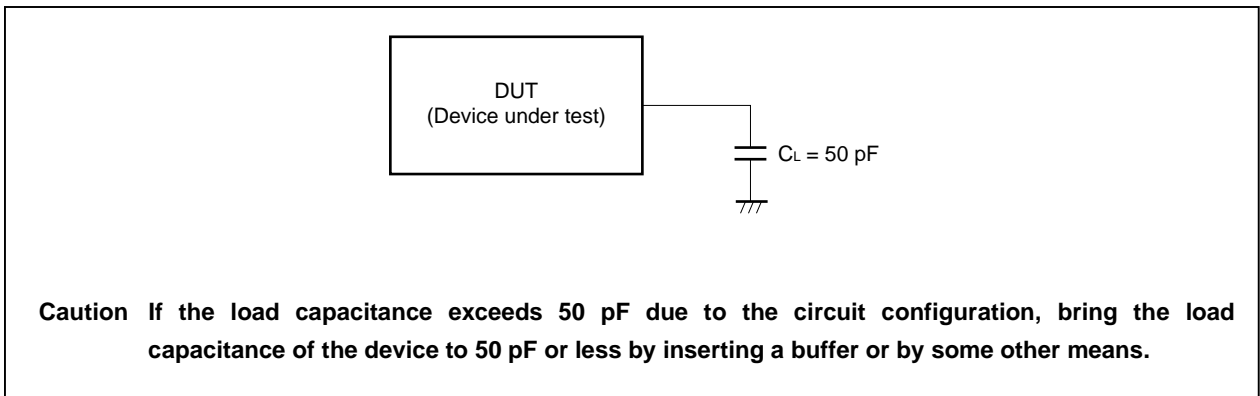 DUT
(Device under test)
CL = 50 pF
Caution If the load capacitance exceeds 50 pF due to the circuit configuration, bring the load
capacitance of the device to 50 pF or less by inserting a buffer or by some other means.